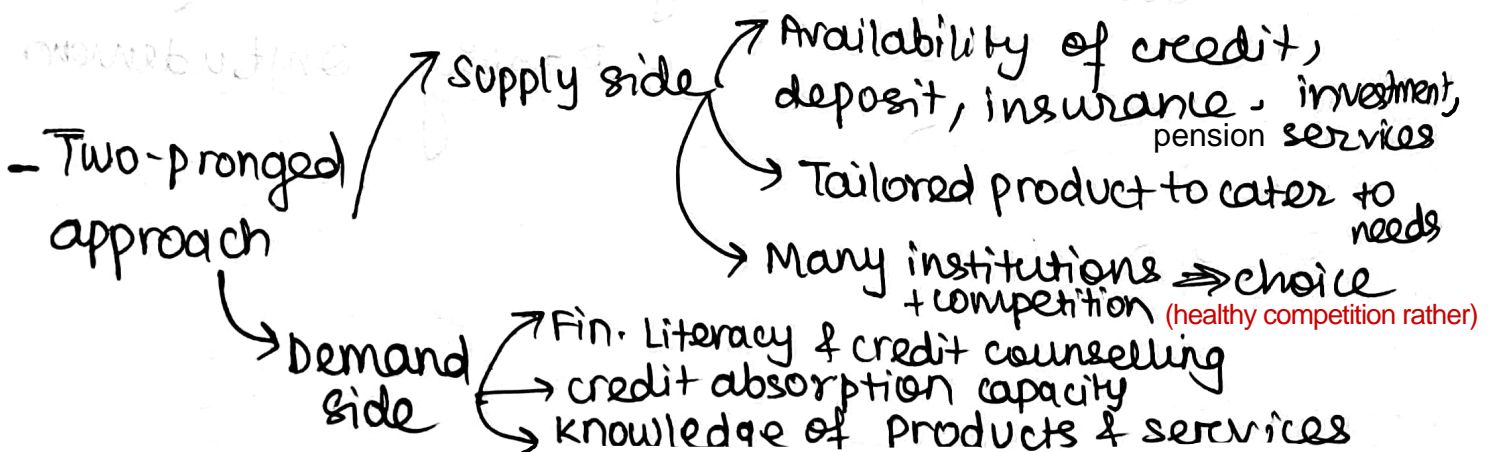 Supply side
Availability of creedit,
deposit, insurance - investment,
pension services
- Two-pronged
approach
Tailored product to cater to
needs
Many institutions ⇒ choice
+ competition (healthy competition rather)
Demand
side
Fin. Literacy & credit counselling
credit absorption capacity
Knowledge of products & services